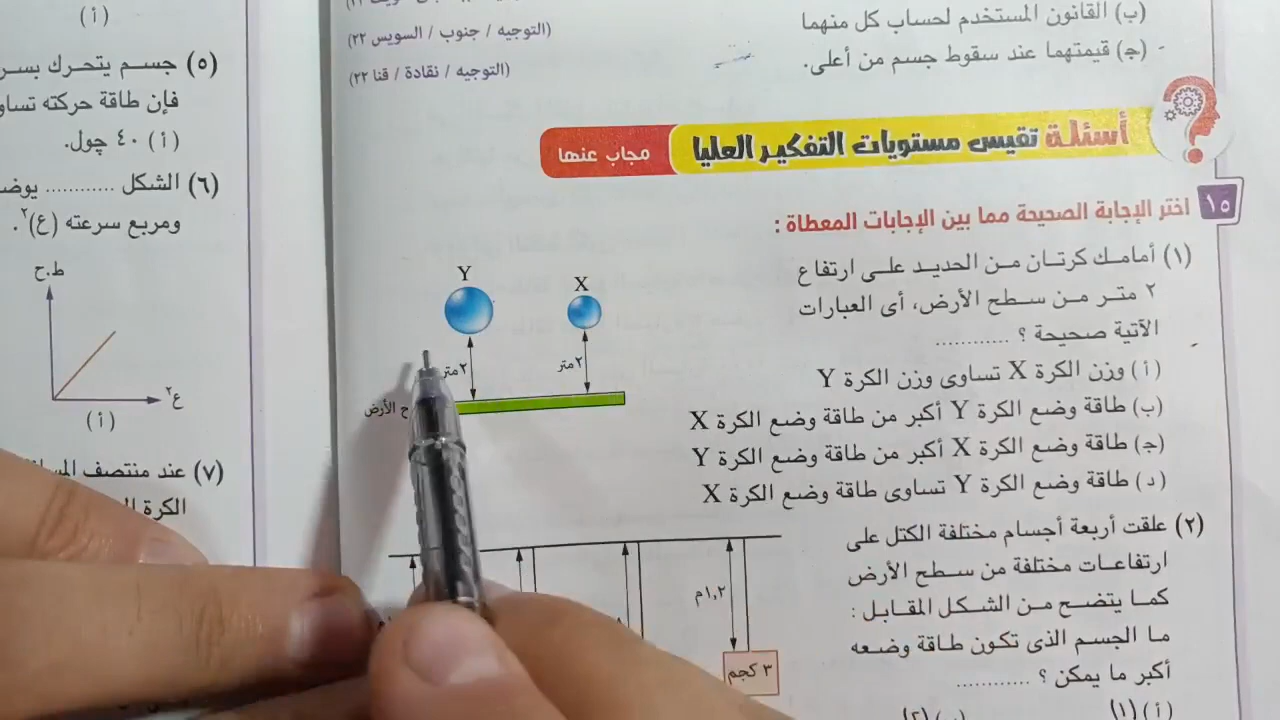 (ب) القانون المستخدم لحساب كل منهما
(التوجيه / جنوب / السويس ٢٢)
(جـ) قيمتهما عند سقوط جسم من أعلى.
(التوجيه / نقادة / قنا ٢٢)
أسئلة تقيس مستويات التفكير العليا
مجاب عنها
١٥ اختر الإجابة الصحيحة مما بين الإجابات المعطاة :
(١) أمامك كرتان من الحديد على ارتفاع
٢ متر من سطح الأرض، أى العبارات
الآتية صحيحة ؟ ............
(أ) وزن الكرة X تساوى وزن الكرة Y
(ب) طاقة وضع الكرة Y أكبر من طاقة وضع الكرة X
(جـ) طاقة وضع الكرة X أكبر من طاقة وضع الكرة Y
(د) طاقة وضع الكرة Y تساوى طاقة وضع الكرة X
X
Y
٢متر
٢متر
ح الأرض
(٢) علقت أربعة أجسام مختلفة الكتل على
ارتفاعات مختلفة من سطح الأرض
كما يتضح من الشكل المقابل :
ما الجسم الذى تكون طاقة وضعه
أكبر ما يمكن ؟ ............
(أ) (١)
١,٢م
٣ كجم
(أ)
(٥) جسم يتحرك بسر
فإن طاقة حركته تساو
(أ) ٤٠ چول.
(٦) الشكل ............ يوض
ومربع سرعته (ع)٢.
ط.ح
ع٢
(أ)
(٧) عند منتصف المسا
الكرة ال